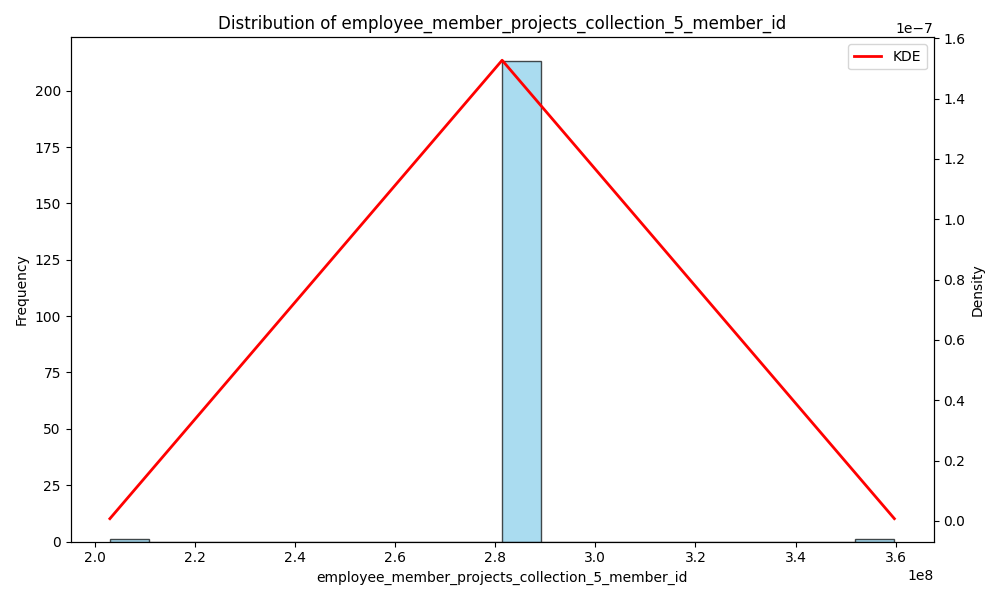 Distribution of employee_member_projects_collection_5_member_id
1e−7
KDE
Frequency
200
175
150
125
100
75
50
25
0
1.6
1.4
1.2
1.0
0.8
0.6
0.4
0.2
0.0
Density
2.0 2.2 2.4 2.6 2.8 3.0 3.2 3.4 3.6
1e8
employee_member_projects_collection_5_member_id